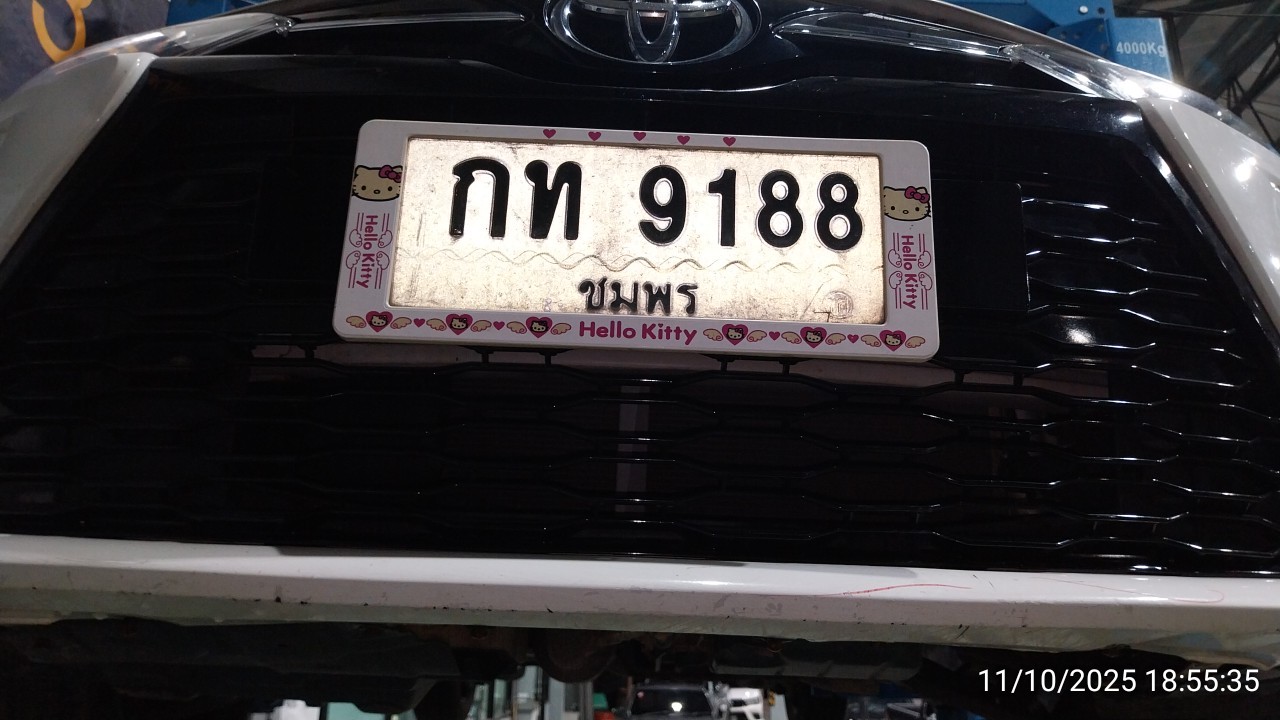 4000Kg
กท 9188
ชุมพร
Hello Kitty
Hello Kitty
Hello Kitty
11/10/2025 18:55:35